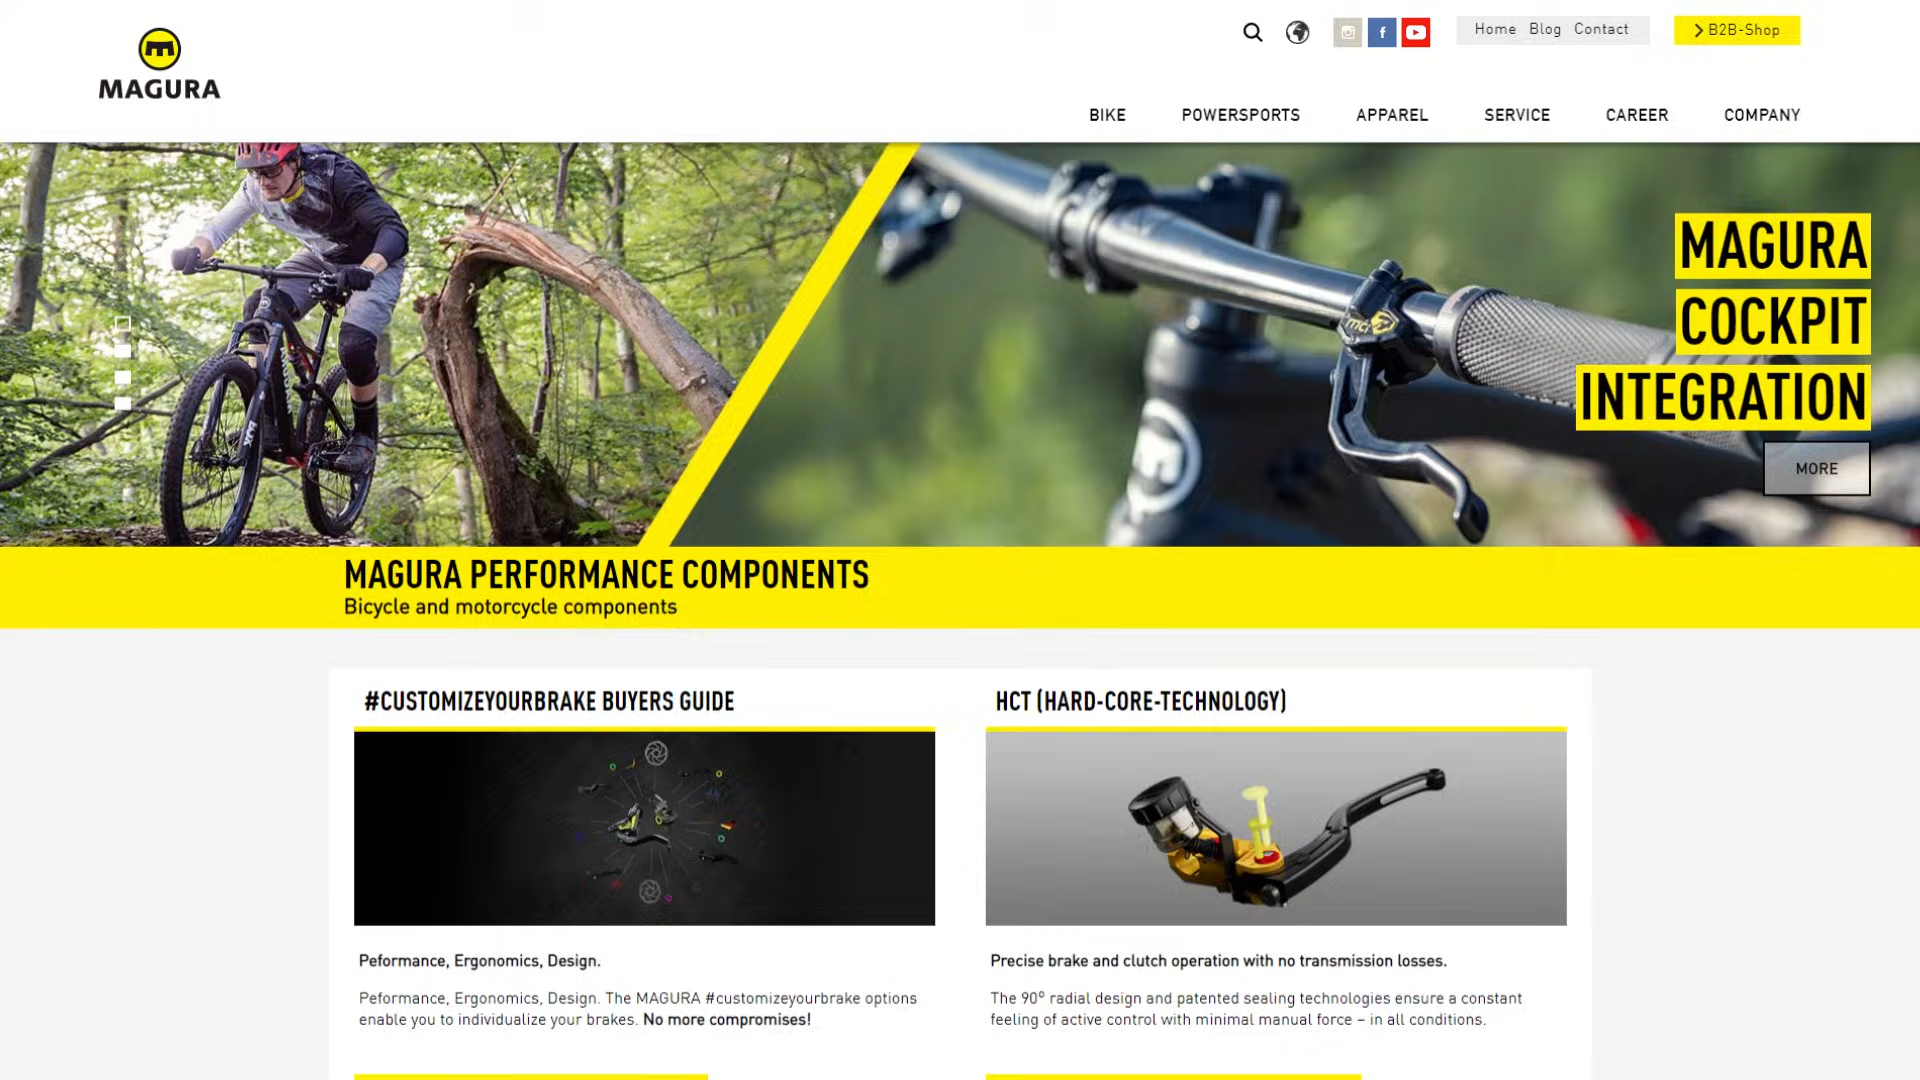 MAGURA
Home Blog Contact
B2B-Shop
BIKE POWERSPORTS APPAREL SERVICE CAREER COMPANY
MAGURA
COCKPIT
INTEGRATION
MORE
MAGURA PERFORMANCE COMPONENTS
Bicycle and motorcycle components
#CUSTOMIZEYOURBRAKE BUYERS GUIDE
Peformance, Ergonomics, Design.
Peformance, Ergonomics, Design. The MAGURA #customizeyourbrake options
enable you to individualize your brakes. No more compromises!
HCT (HARD-CORE-TECHNOLOGY)
Precise brake and clutch operation with no transmission losses.
The 90° radial design and patented sealing technologies ensure a constant
feeling of active control with minimal manual force – in all conditions.